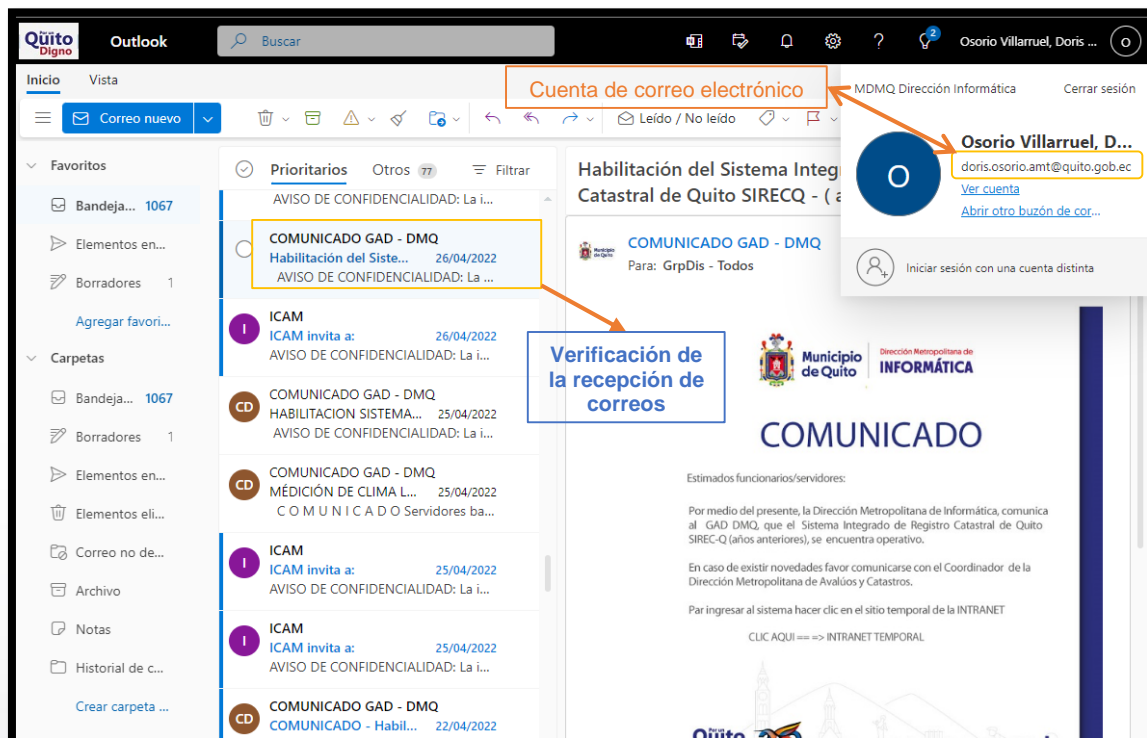 Por un
Quito
Digno
Outlook
Buscar
2
Osorio Villarruel, Doris ...
O
Inicio
Vista
Cuenta de correo electrónico
MDMQ Dirección Informática
Cerrar sesión
Correo nuevo
Leído / No leído
O
Osorio Villarruel, D...
doris.osorio.amt@quito.gob.ec
Ver cuenta
Abrir otro buzón de cor...
Iniciar sesión con una cuenta distinta
Favoritos
Bandeja... 1067
Elementos en...
Borradores 1
Agregar favori...
Carpetas
Bandeja... 1067
Borradores 1
Elementos en...
Elementos eli...
Correo no de...
Archivo
Notas
Historial de c...
Crear carpeta ...
Prioritarios
Otros 77
Filtrar
AVISO DE CONFIDENCIALIDAD: La i...
COMUNICADO GAD - DMQ
Habilitación del Siste... 26/04/2022
AVISO DE CONFIDENCIALIDAD: La ...
I
ICAM
ICAM invita a: 26/04/2022
AVISO DE CONFIDENCIALIDAD: La i...
CD
COMUNICADO GAD - DMQ
HABILITACION SISTEMA... 25/04/2022
AVISO DE CONFIDENCIALIDAD: La i...
CD
COMUNICADO GAD - DMQ
MÉDICIÓN DE CLIMA L... 25/04/2022
C O M U N I C A D O Servidores ba...
I
ICAM
ICAM invita a: 25/04/2022
AVISO DE CONFIDENCIALIDAD: La i...
I
ICAM
ICAM invita a: 25/04/2022
AVISO DE CONFIDENCIALIDAD: La i...
CD
COMUNICADO GAD - DMQ
COMUNICADO - Habil... 22/04/2022
Verificación de
la recepción de
correos
Habilitación del Sistema Integ
Catastral de Quito SIRECQ - ( a
COMUNICADO GAD - DMQ
Para: GrpDis - Todos
Municipio
de Quito
Dirección Metropolitana de
INFORMÁTICA
COMUNICADO
Estimados funcionarios/servidores:
Por medio del presente, la Dirección Metropolitana de Informática, comunica
al GAD DMQ, que el Sistema Integrado de Registro Catastral de Quito
SIREC-Q (años anteriores), se encuentra operativo.
En caso de existir novedades favor comunicarse con el Coordinador de la
Dirección Metropolitana de Avalúos y Catastros.
Par ingresar al sistema hacer clic en el sitio temporal de la INTRANET
CLIC AQUI == => INTRANET TEMPORAL
Por un
Quito